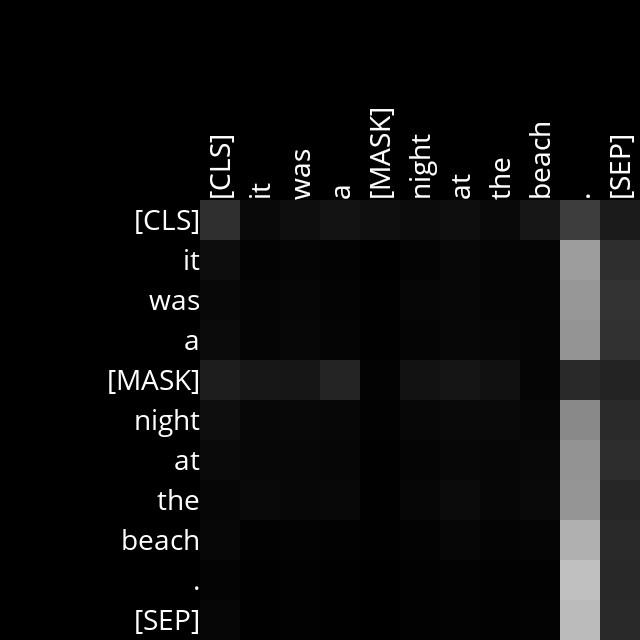 [CLS] it was a [MASK] night at the beach . [SEP]
[CLS]
it
was
a
[MASK]
night
at
the
beach
.
[SEP]